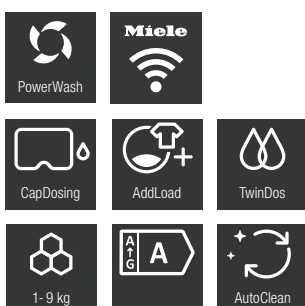 Miele
PowerWash
CapDosing
AddLoad
TwinDos
A
↑
G
A
1- 9 kg
AutoClean